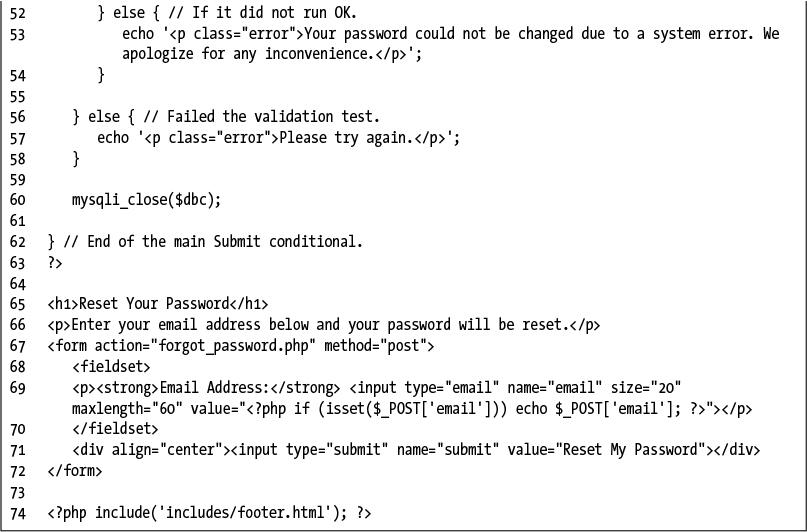 52 } else { // If it did not run OK.
53 echo '<p class="error">Your password could not be changed due to a system error. We
apologize for any inconvenience.</p>';
54 }
55
56 } else { // Failed the validation test.
57 echo '<p class="error">Please try again.</p>';
58 }
59
60 mysqli_close($dbc);
61
62 } // End of the main Submit conditional.
63 ?>
64
65 <h1>Reset Your Password</h1>
66 <p>Enter your email address below and your password will be reset.</p>
67 <form action="forgot_password.php" method="post">
68 <fieldset>
69 <p><strong>Email Address:</strong> <input type="email" name="email" size="20"
maxlength="60" value="<?php if (isset($_POST['email'])) echo $_POST['email']; ?>"></p>
70 </fieldset>
71 <div align="center"><input type="submit" name="submit" value="Reset My Password"></div>
72 </form>
73
74 <?php include('includes/footer.html'); ?>